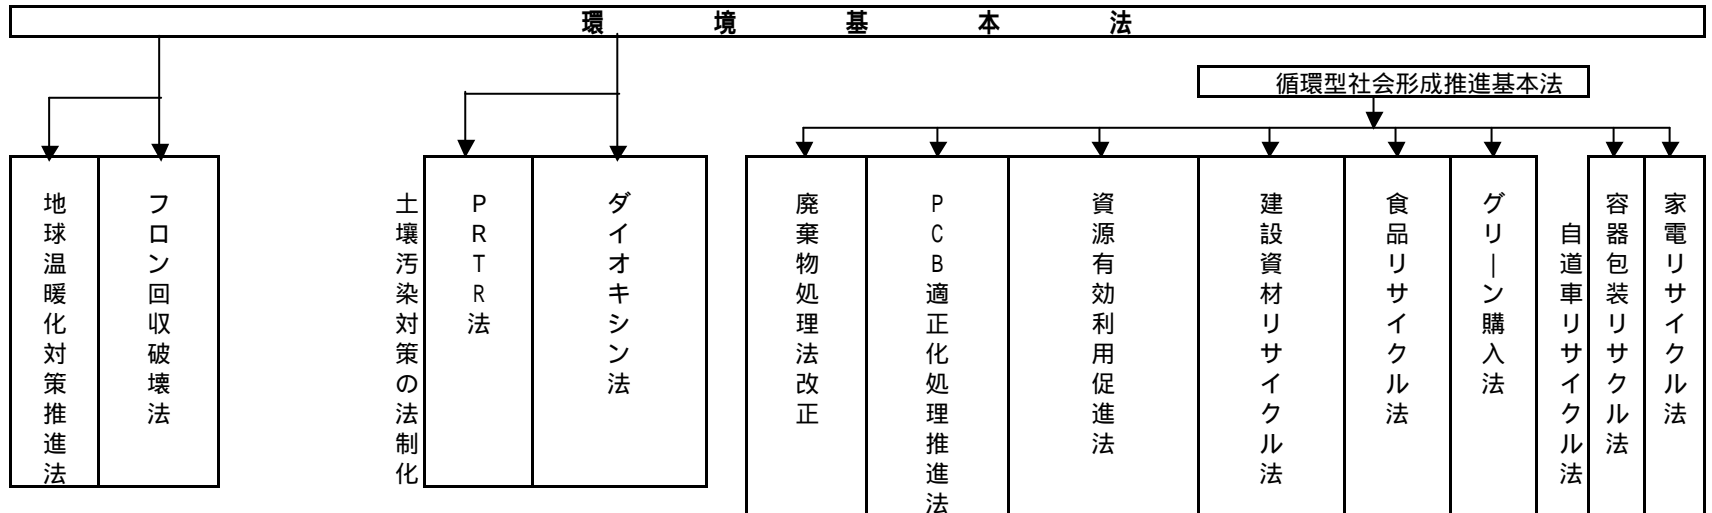 環境基本法
循環型社会形成推進基本法
地球温暖化対策推進法
フロン回収破壊法
土壌汚染対策の法制化
PRTR法
ダイオキシン法
廃棄物処理法改正
PCB適正化処理推進法
資源有効利用促進法
建設資材リサイクル法
食品リサイクル法
グリーン購入法
自道車リサイクル法
容器包装リサクル法
家電リサイクル法